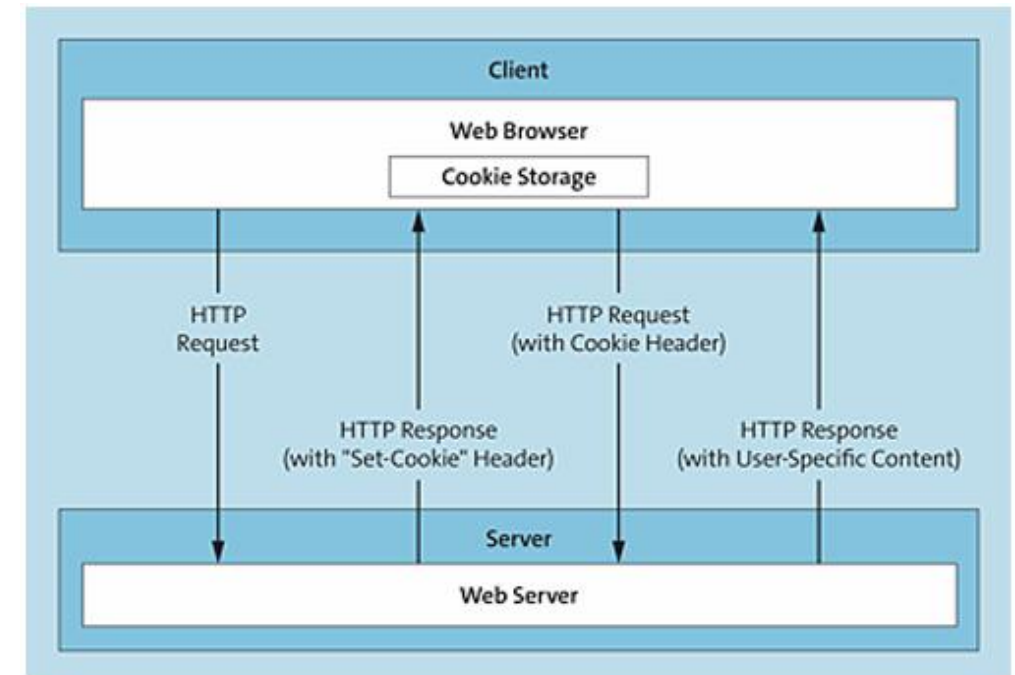 Client
Web Browser
Cookie Storage
HTTP
Request
HTTP Response
(with "Set-Cookie" Header)
HTTP Request
(with Cookie Header)
HTTP Response
(with User-Specific Content)
Server
Web Server